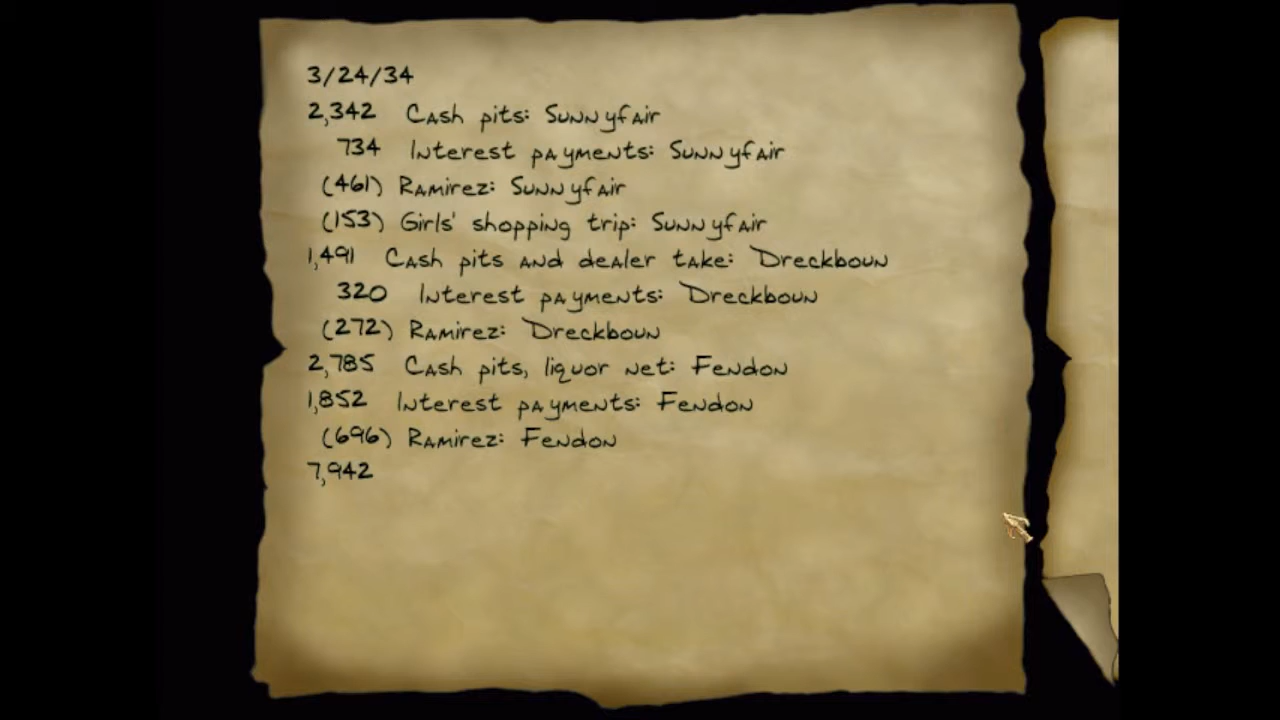 3/24/34
2,342 Cash pits: Sunnyfair
734 Interest payments: Sunnyfair
(461) Ramirez: Sunnyfair
(153) Girls' shopping trip: Sunnyfair
1,491 Cash pits and dealer take: Dreckboun
320 Interest payments: Dreckboun
(272) Ramirez: Dreckboun
2,785 Cash pits, liquor net: Fendon
1,852 Interest payments: Fendon
(696) Ramirez: Fendon
7,942